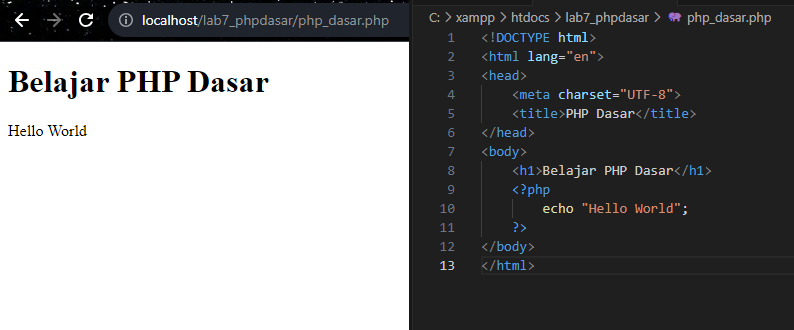 localhost/lab7_phpdasar/php_dasar.php
Belajar PHP Dasar
Hello World
C: > xampp > htdocs > lab7_phpdasar > php_dasar.php
1 <!DOCTYPE html>
2 <html lang="en">
3 <head>
4     <meta charset="UTF-8">
5     <title>PHP Dasar</title>
6 </head>
7 <body>
8     <h1>Belajar PHP Dasar</h1>
9     <?php
10         echo "Hello World";
11     ?>
12 </body>
13 </html>